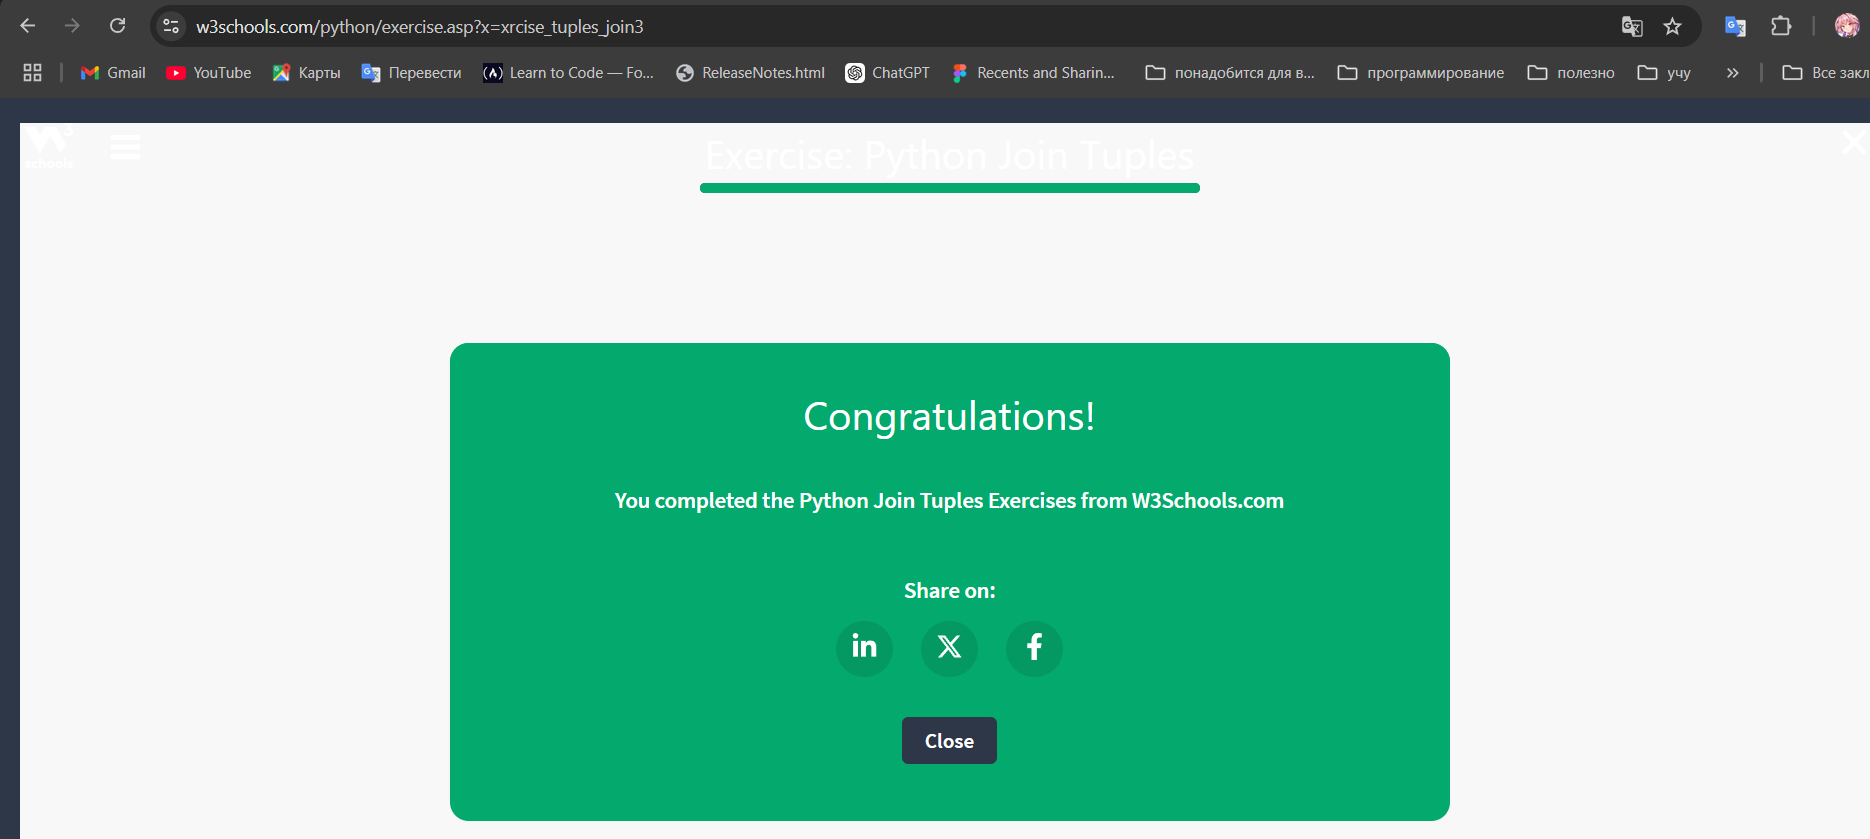 w3schools.com/python/exercise.asp?x=xrcise_tuples_join3
Gmail YouTube Карты Перевести Learn to Code — Fo... ReleaseNotes.html ChatGPT Recents and Sharin... понадобится для в... программирование полезно учу » Все закл
W3 schools
Exercise: Python Join Tuples
Congratulations!
You completed the Python Join Tuples Exercises from W3Schools.com
Share on:
Close